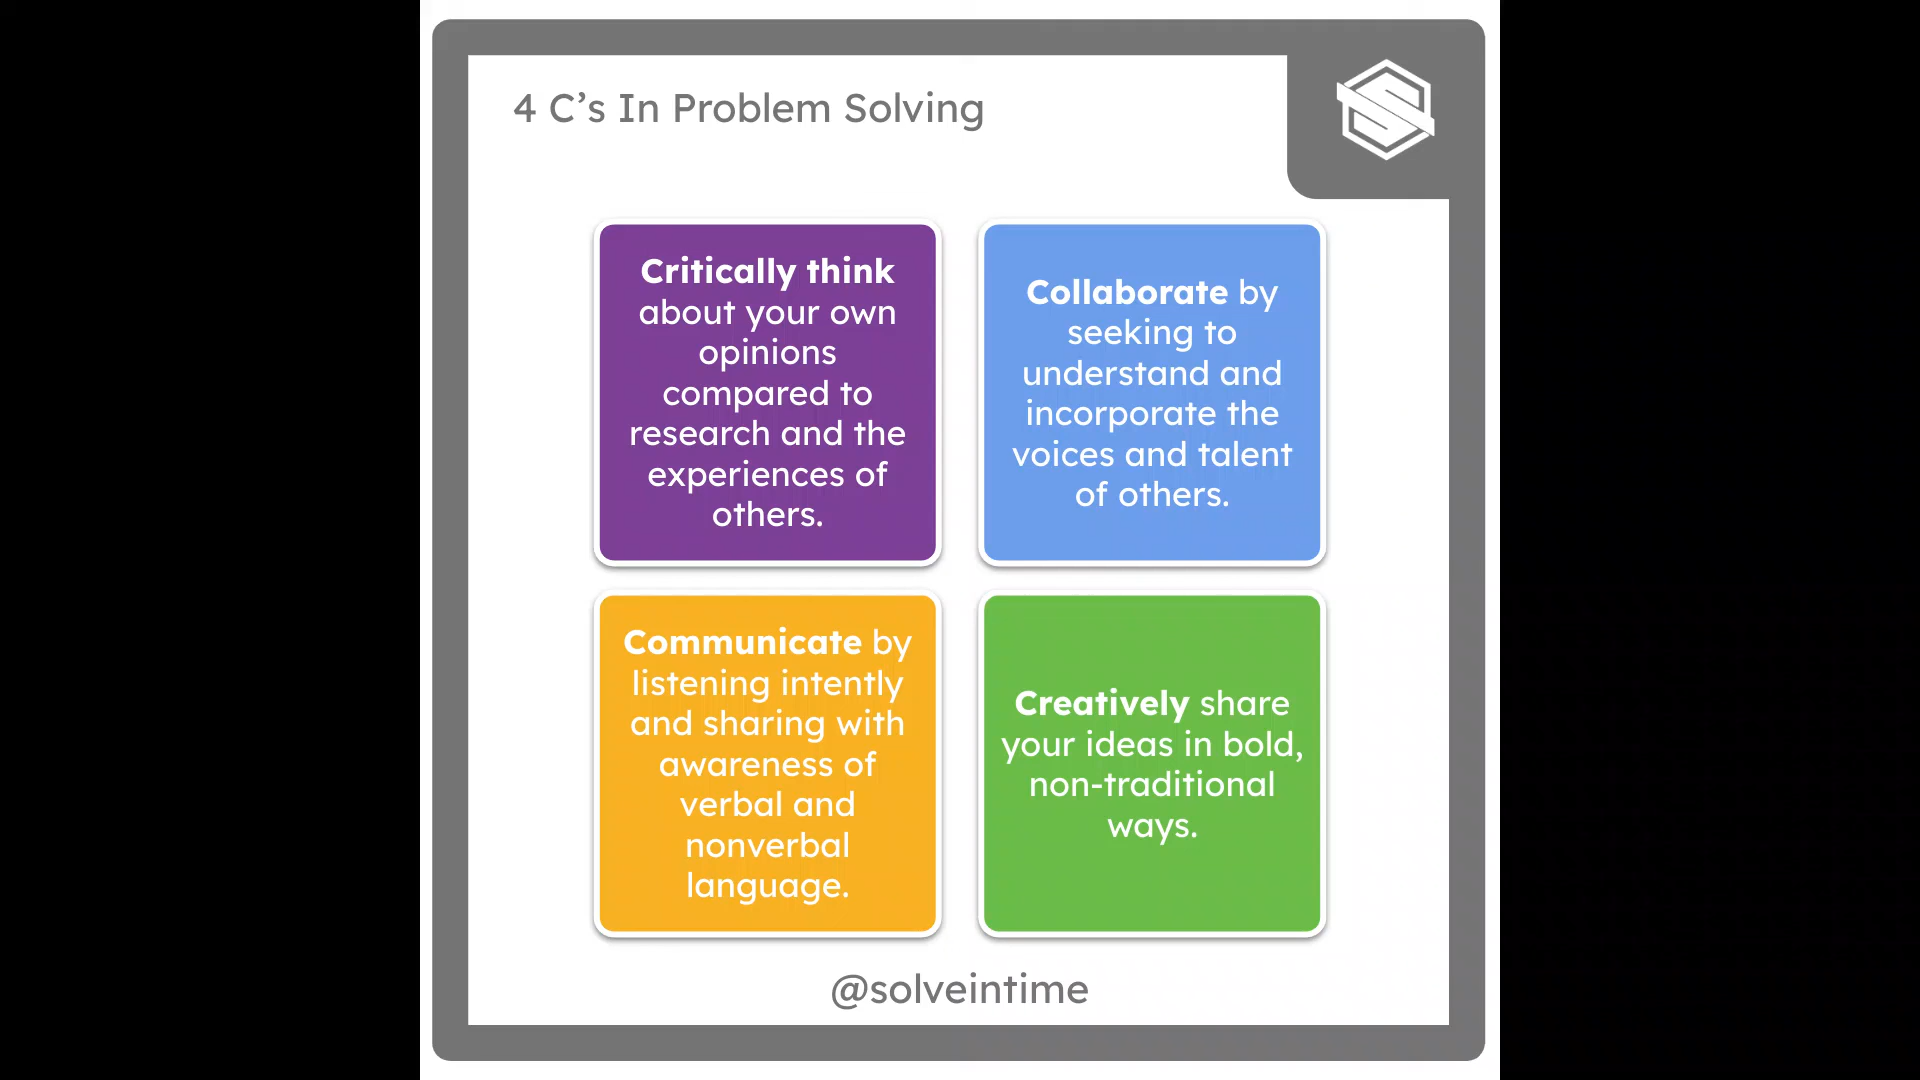 4 C’s In Problem Solving
Critically think
about your own
opinions
compared to
research and the
experiences of
others.
Collaborate by
seeking to
understand and
incorporate the
voices and talent
of others.
Communicate by
listening intently
and sharing with
awareness of
verbal and
nonverbal
language.
Creatively share
your ideas in bold,
non-traditional
ways.
@solveintime